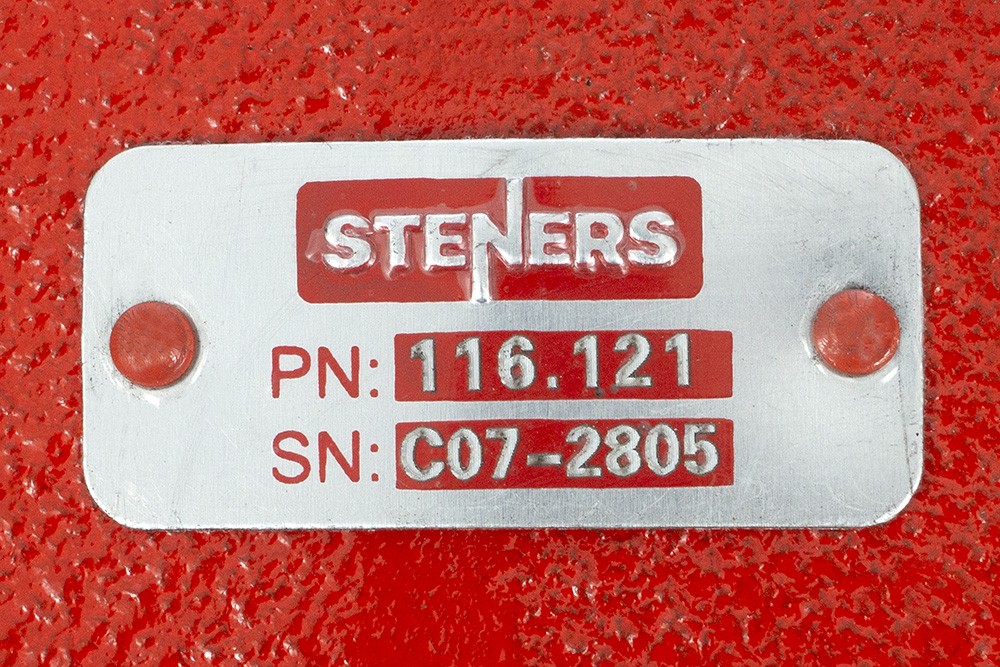 STENERS
PN: 116.121
SN: C07-2805